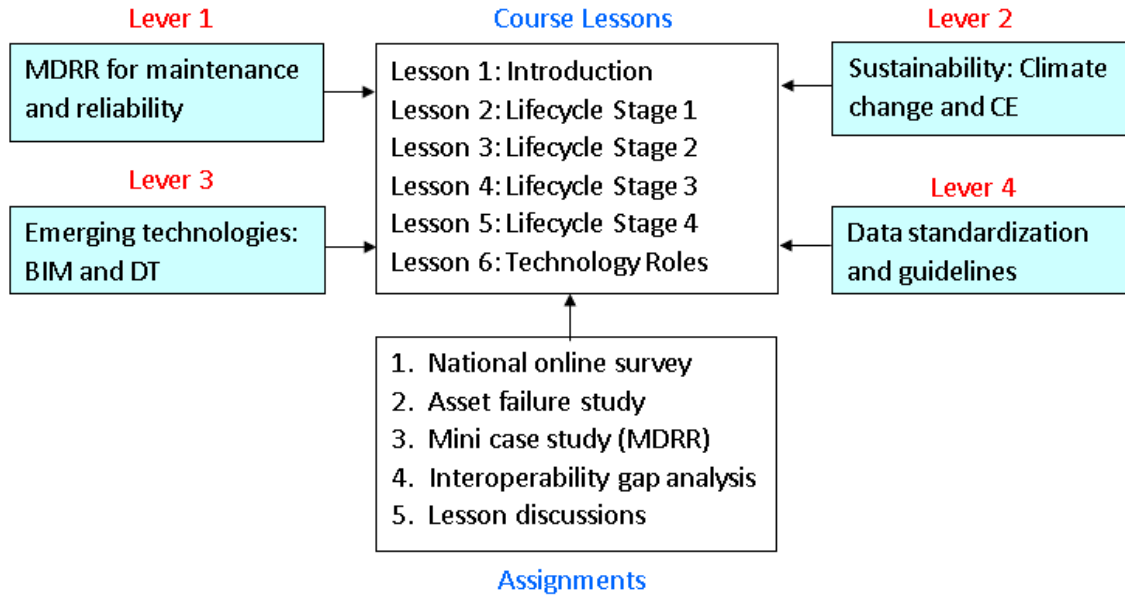 Lever 1
MDRR for maintenance
and reliability
Course Lessons
Lesson 1: Introduction
Lesson 2: Lifecycle Stage 1
Lesson 3: Lifecycle Stage 2
Lesson 4: Lifecycle Stage 3
Lesson 5: Lifecycle Stage 4
Lesson 6: Technology Roles
Lever 2
Sustainability: Climate
change and CE
Lever 3
Emerging technologies:
BIM and DT
Lever 4
Data standardization
and guidelines
1. National online survey
2. Asset failure study
3. Mini case study (MDRR)
4. Interoperability gap analysis
5. Lesson discussions
Assignments